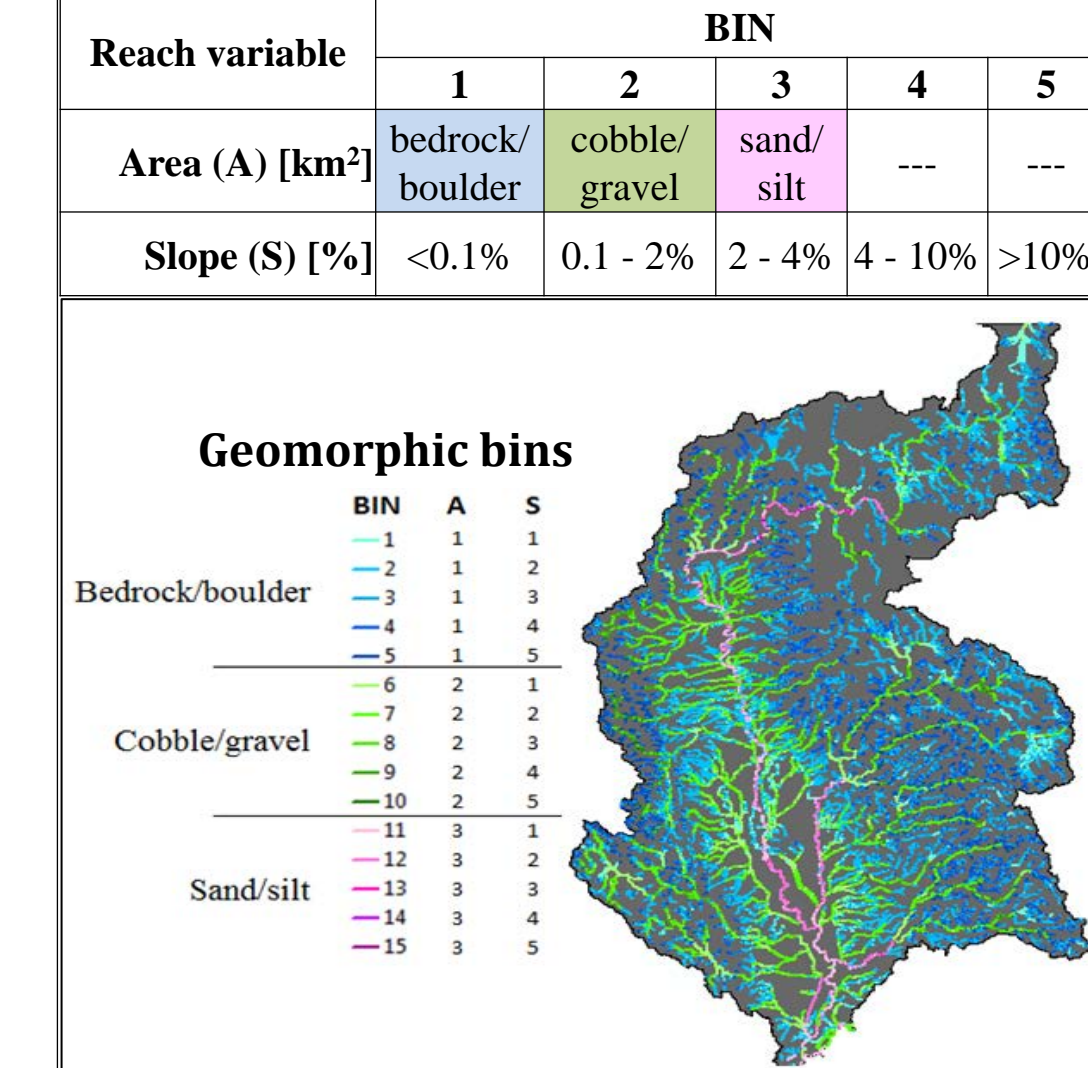 Reach variable BIN
1 2 3 4 5
Area (A) [km²] bedrock/ boulder cobble/ gravel sand/ silt --- ---
Slope (S) [%] <0.1% 0.1 - 2% 2 - 4% 4 - 10% >10%
Geomorphic bins
BIN A S
1 1 1
2 1 2
Bedrock/boulder 3 1 3
4 1 4
5 1 5
6 2 1
7 2 2
Cobble/gravel 8 2 3
9 2 4
10 2 5
11 3 1
12 3 2
Sand/silt 13 3 3
14 3 4
15 3 5